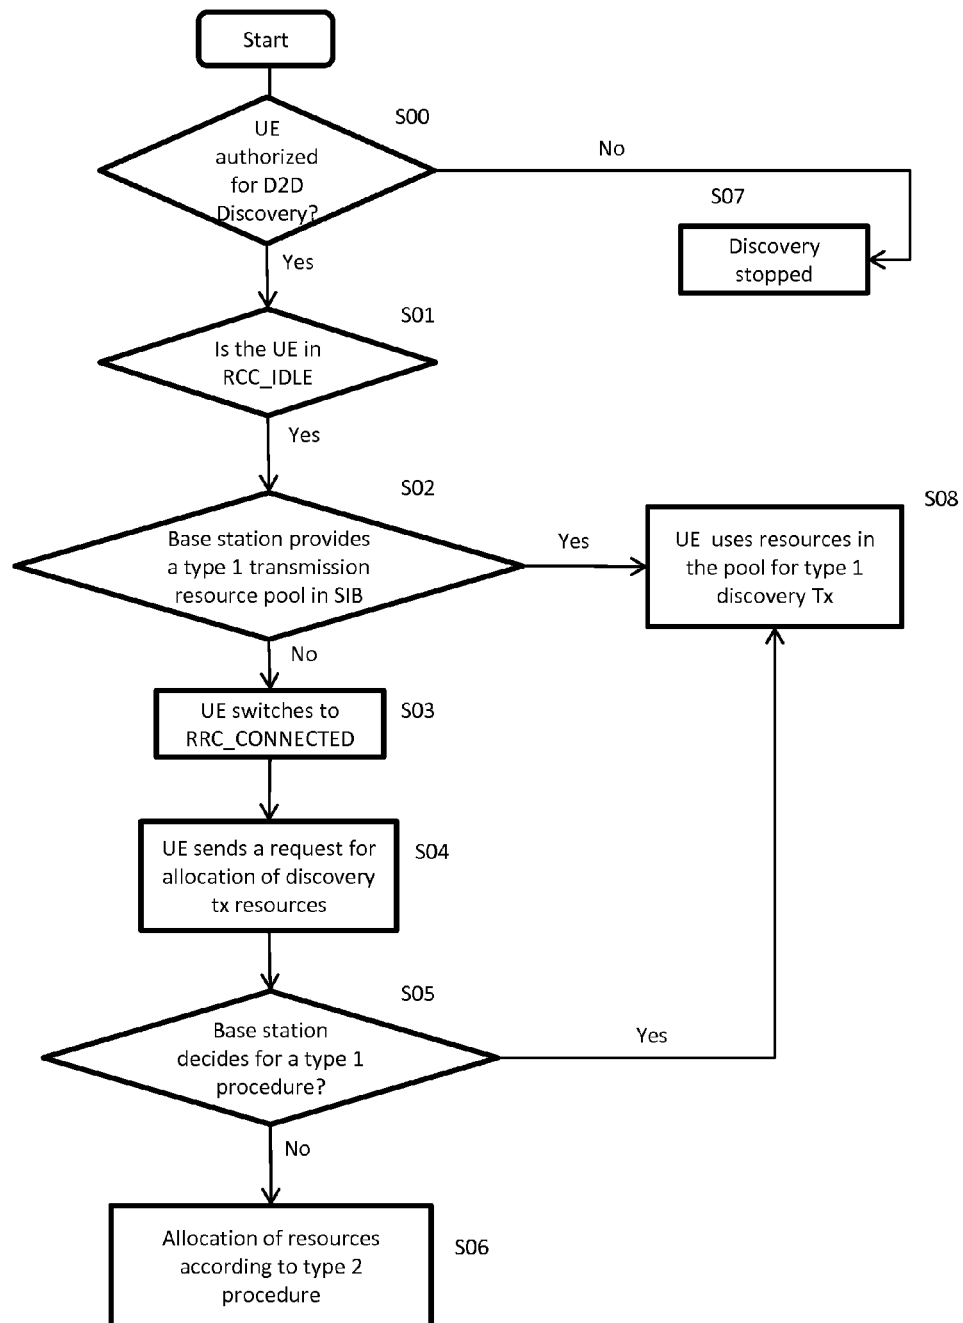 Start
S00
UE
authorized
for D2D
Discovery?
No
S07
Discovery
stopped
Yes
S01
Is the UE in
RCC_IDLE
Yes
S02
Base station provides
a type 1 transmission
resource pool in SIB
Yes
S08
UE uses resources in
the pool for type 1
discovery Tx
No
UE switches to
RRC_CONNECTED
S03
UE sends a request for
allocation of discovery
tx resources
S04
S05
Base station
decides for a type 1
procedure?
Yes
No
Allocation of resources
according to type 2
procedure
S06